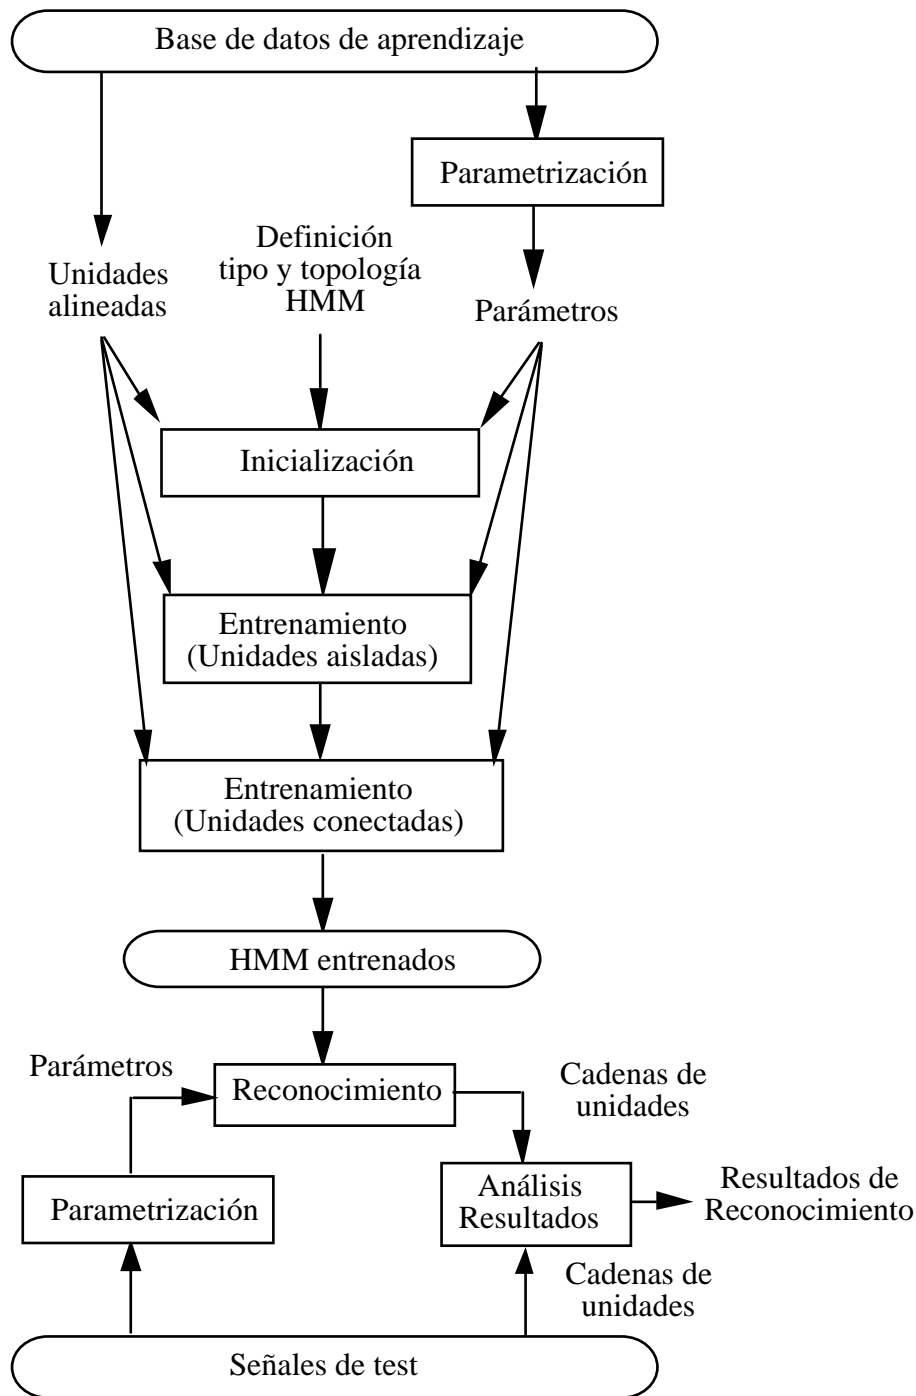 Base de datos de aprendizaje
Parametrización
Definición
tipo y topología
HMM
Unidades
alineadas
Parámetros
Inicialización
Entrenamiento
(Unidades aisladas)
Entrenamiento
(Unidades conectadas)
HMM entrenados
Parámetros
Reconocimiento
Cadenas de
unidades
Parametrización
Análisis
Resultados
Resultados de
Reconocimiento
Cadenas de
unidades
Señales de test